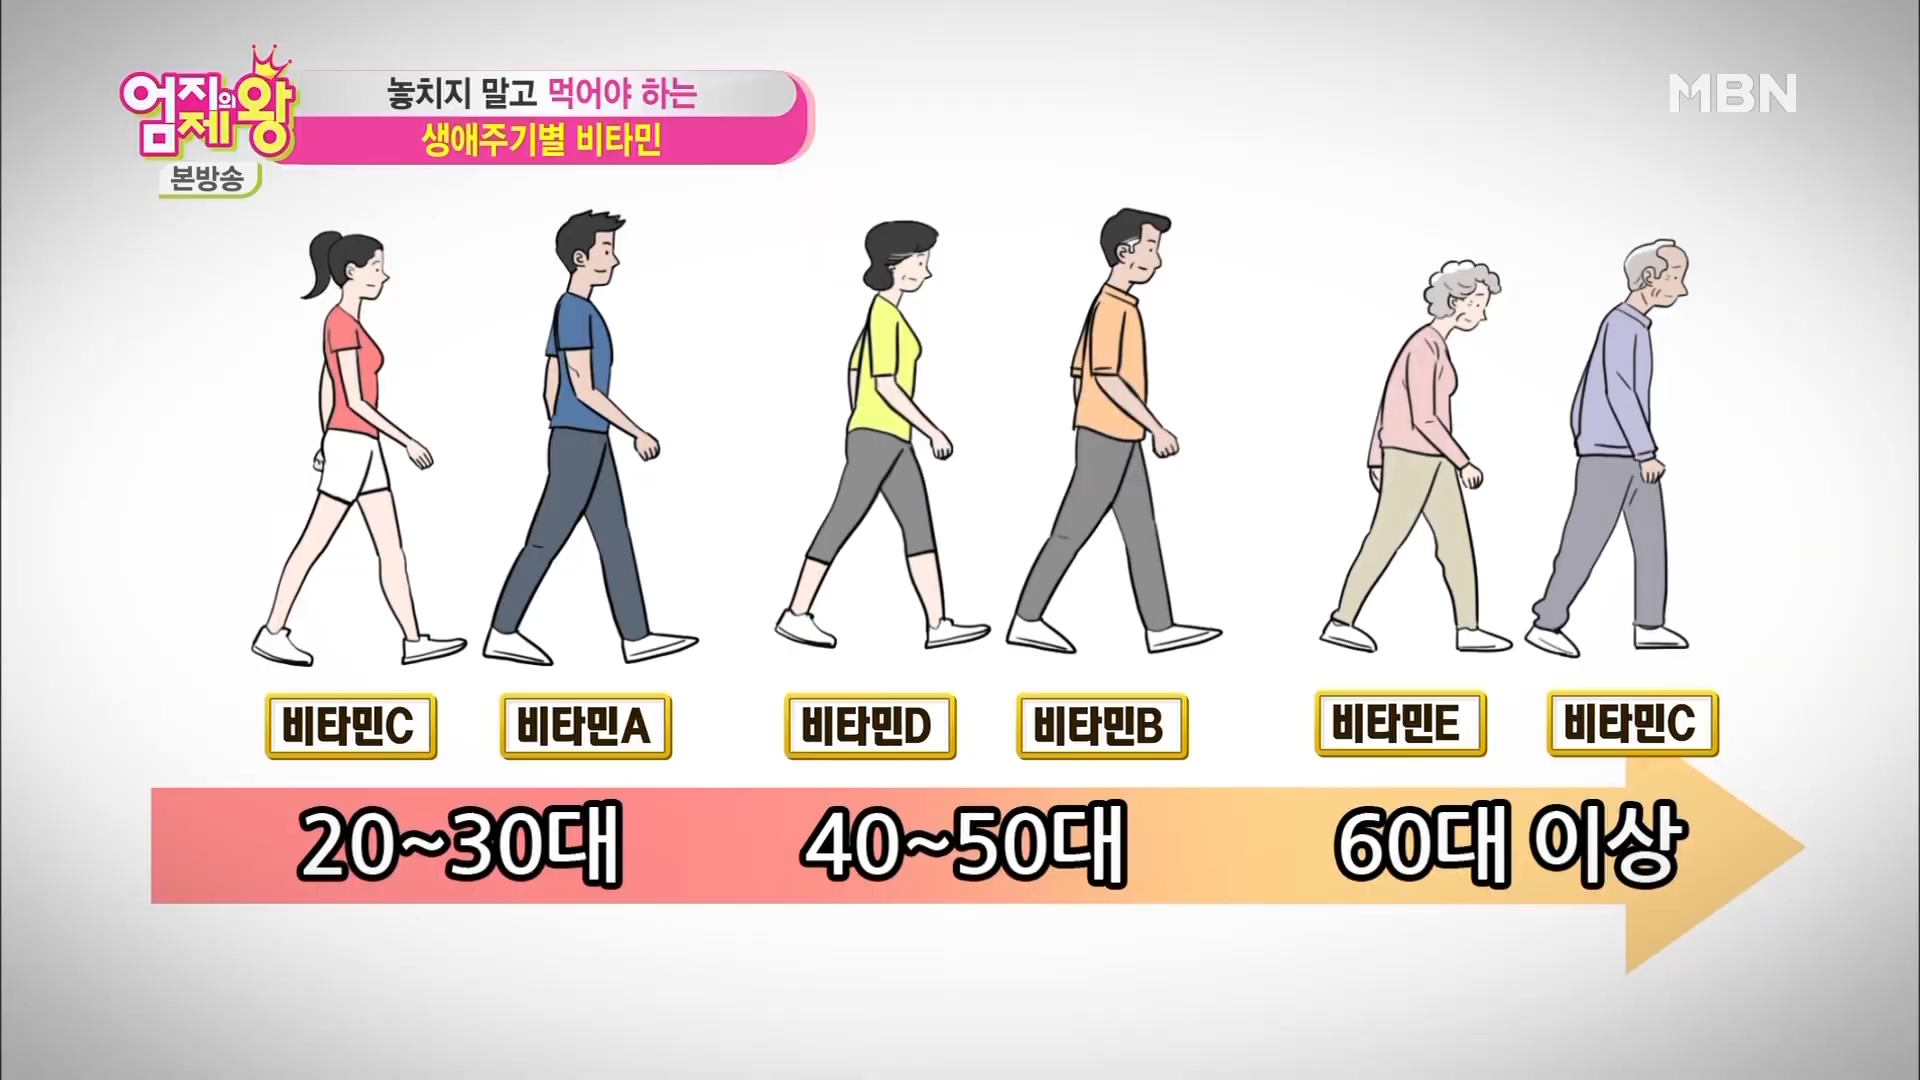 엄지의 제왕
본방송
놓치지 말고 먹어야 하는
생애주기별 비타민
MBN
비타민C
비타민A
비타민D
비타민B
비타민E
비타민C
20~30대
40~50대
60대 이상